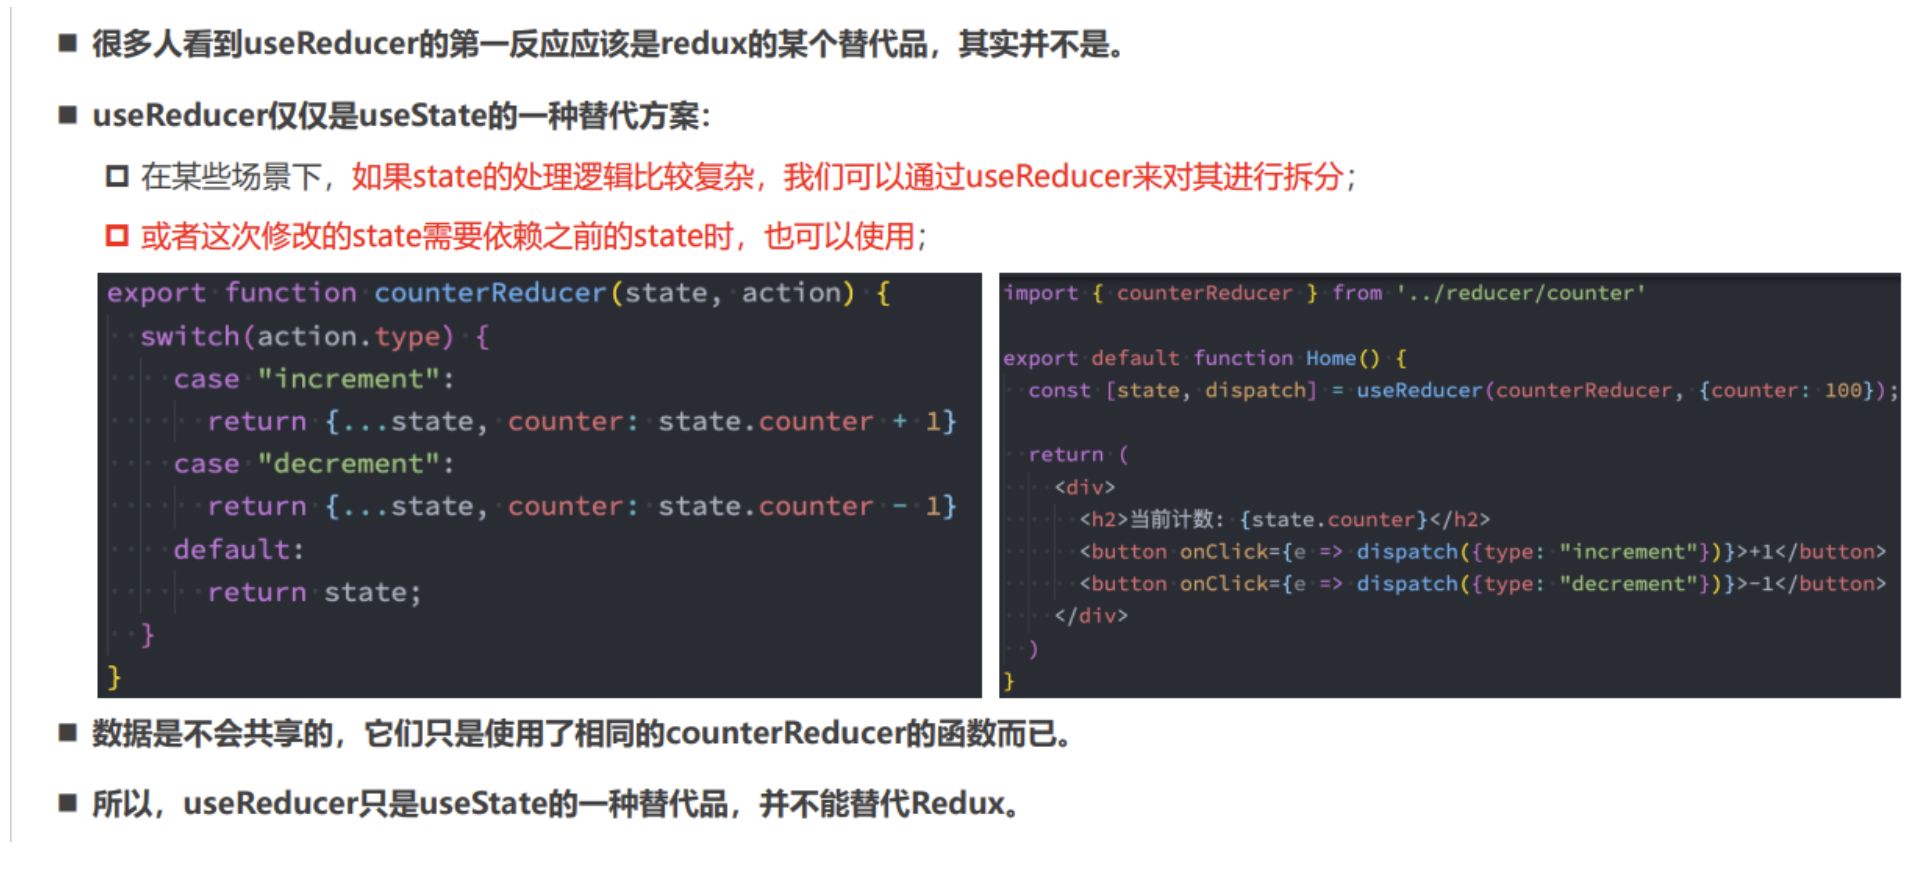 很多人看到useReducer的第一反应应该是redux的某个替代品，其实并不是。
useReducer仅仅是useState的一种替代方案：
在某些场景下，如果state的处理逻辑比较复杂，我们可以通过useReducer来对其进行拆分；
或者这次修改的state需要依赖之前的state时，也可以使用；
export function counterReducer(state, action) {
  switch(action.type) {
    case "increment":
      return {...state, counter: state.counter + 1}
    case "decrement":
      return {...state, counter: state.counter - 1}
    default:
      return state;
  }
}
import { counterReducer } from '../reducer/counter'
export default function Home() {
  const [state, dispatch] = useReducer(counterReducer, {counter: 100});
  return (
    <div>
      <h2>当前计数: {state.counter}</h2>
      <button onClick={e => dispatch({type: "increment"})}>+1</button>
      <button onClick={e => dispatch({type: "decrement"})}>-1</button>
    </div>
  )
}
数据是不会共享的，它们只是使用了相同的counterReducer的函数而已。
所以，useReducer只是useState的一种替代品，并不能替代Redux。